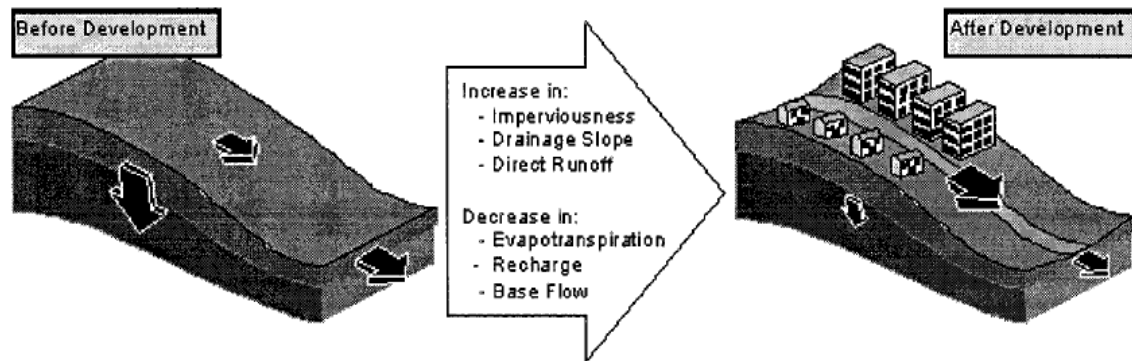 Before Development
After Development
Increase in:
- Imperviousness
- Drainage Slope
- Direct Runoff
Decrease in:
- Evapotranspiration
- Recharge
- Base Flow